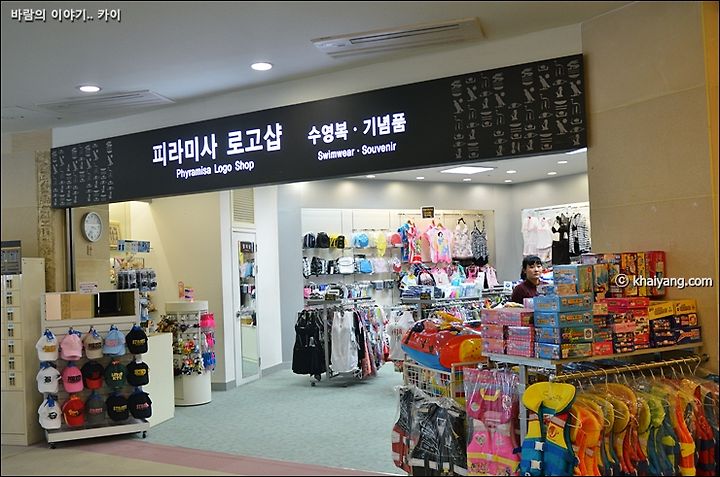 바람의 이야기.. 카이
피라미사 로고샵 수영복 · 기념품
Phyramisa Logo Shop Swimwear · Souvenir
© khaiyang.com